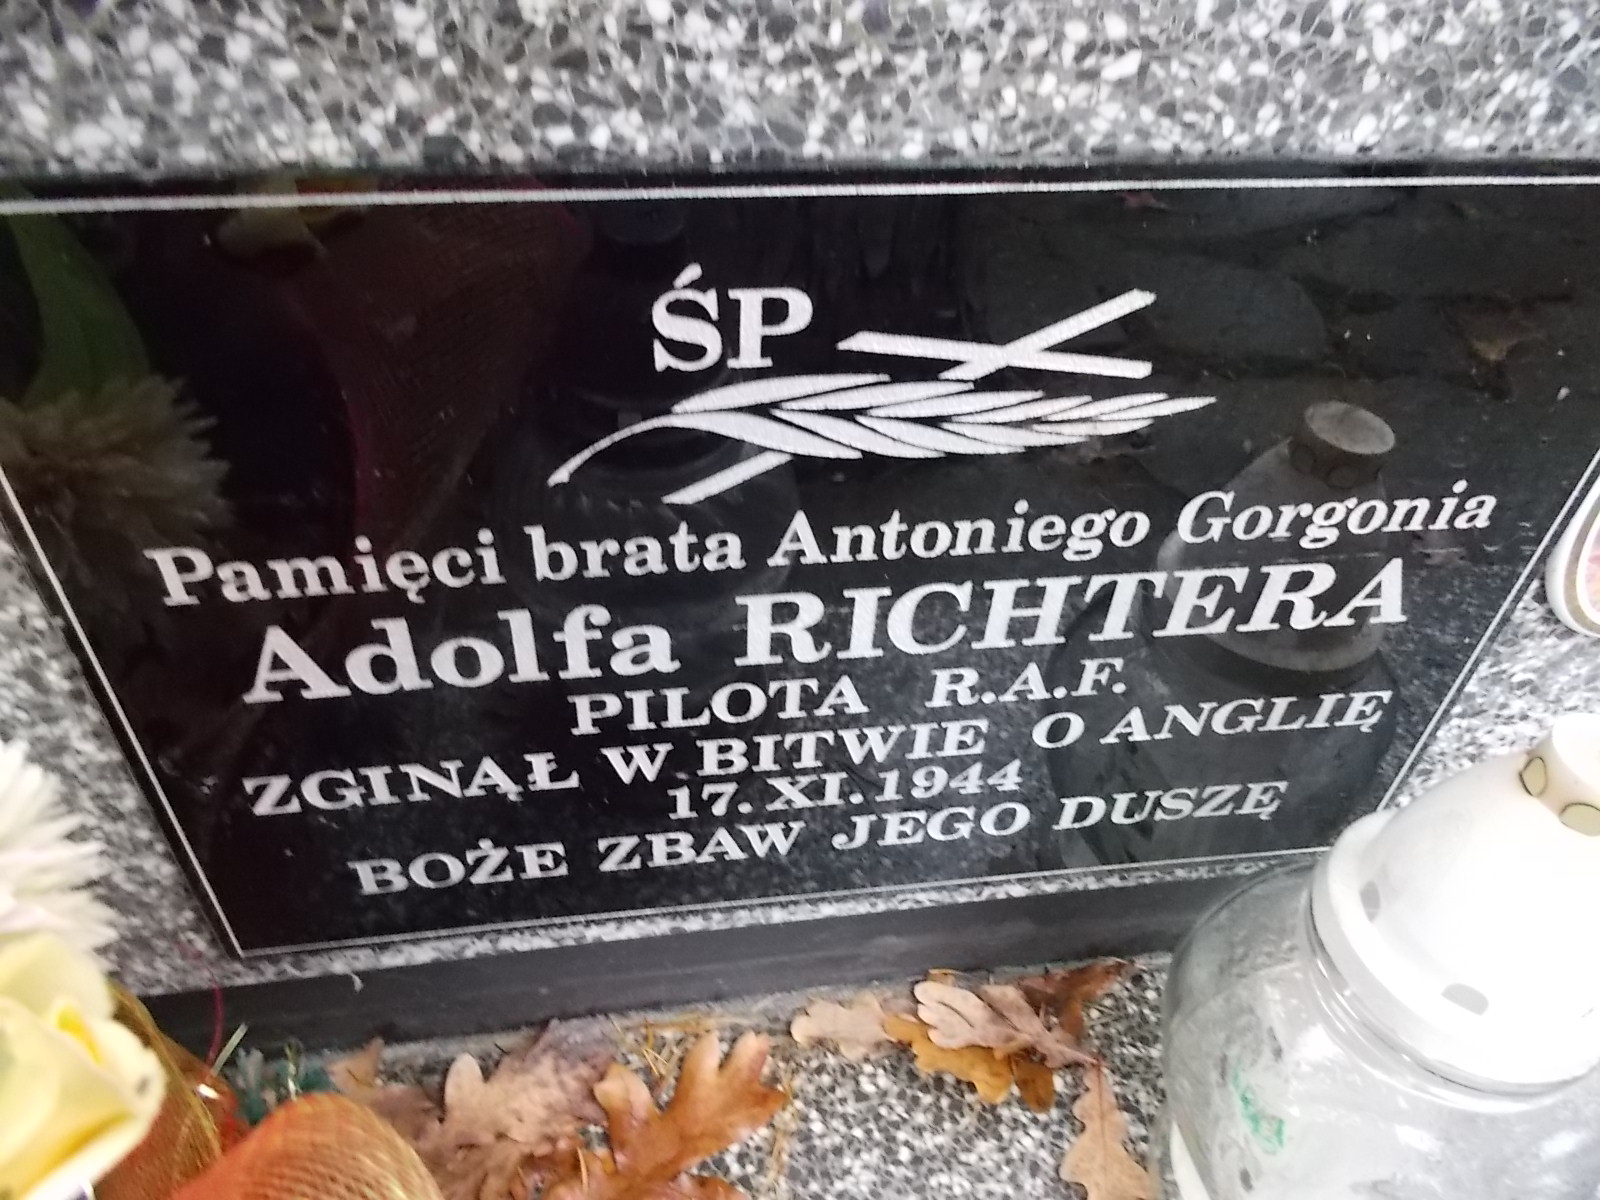 ŚP
Pamięci brata Antoniego Gorgonia
Adolfa RICHTERA
PILOTA R.A.F.
ZGINĄŁ W BITWIE O ANGLIĘ
17.XI.1944
BOŻE ZBAW JEGO DUSZĘ